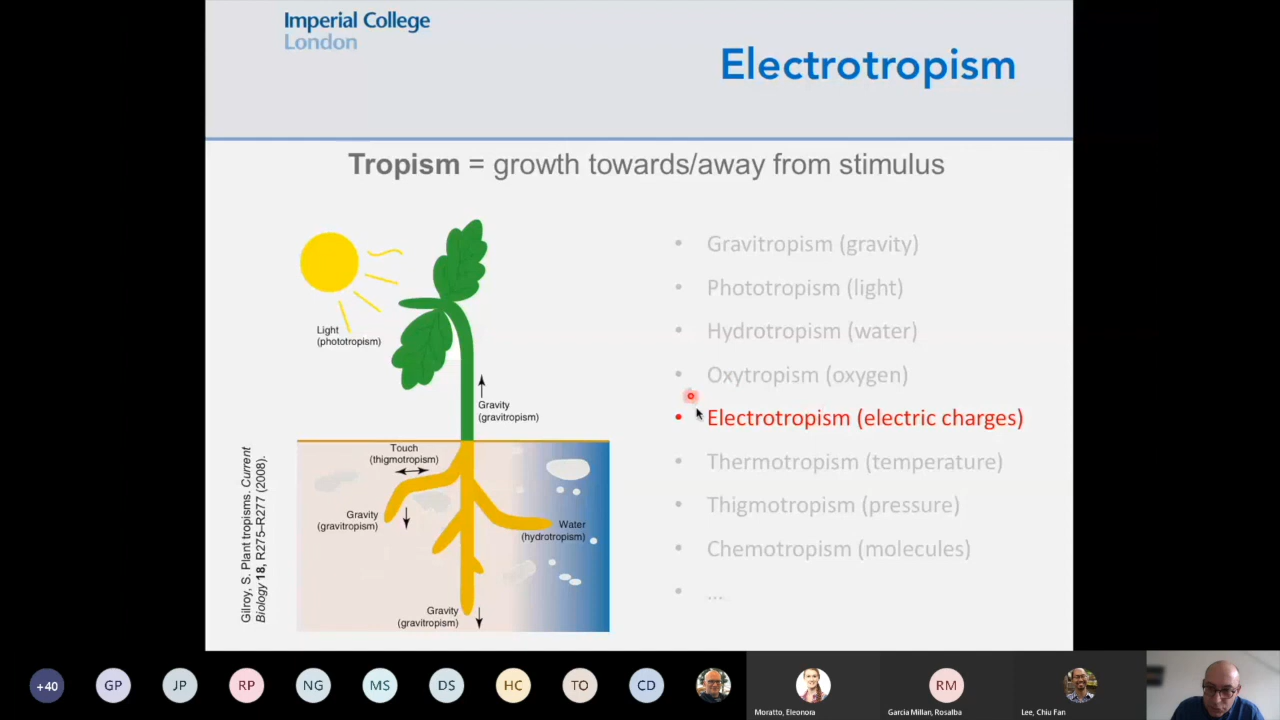 Imperial College
London
Electrotropism
Tropism = growth towards/away from stimulus
Light
(phototropism)
Gravity
(gravitropism)
Touch
(thigmotropism)
Gravity
(gravitropism)
Water
(hydrotropism)
Gravity
(gravitropism)
Gilroy, S. Plant tropisms. Current
Biology 18, R275–R277 (2008).
• Gravitropism (gravity)
• Phototropism (light)
• Hydrotropism (water)
• Oxytropism (oxygen)
• Electrotropism (electric charges)
• Thermotropism (temperature)
• Thigmotropism (pressure)
• Chemotropism (molecules)
• ...
+40
GP
JP
RP
NG
MS
DS
HC
TO
CD
Moratto, Eleonora
RM
Garcia Millan, Rosalba
Lee, Chiu Fan